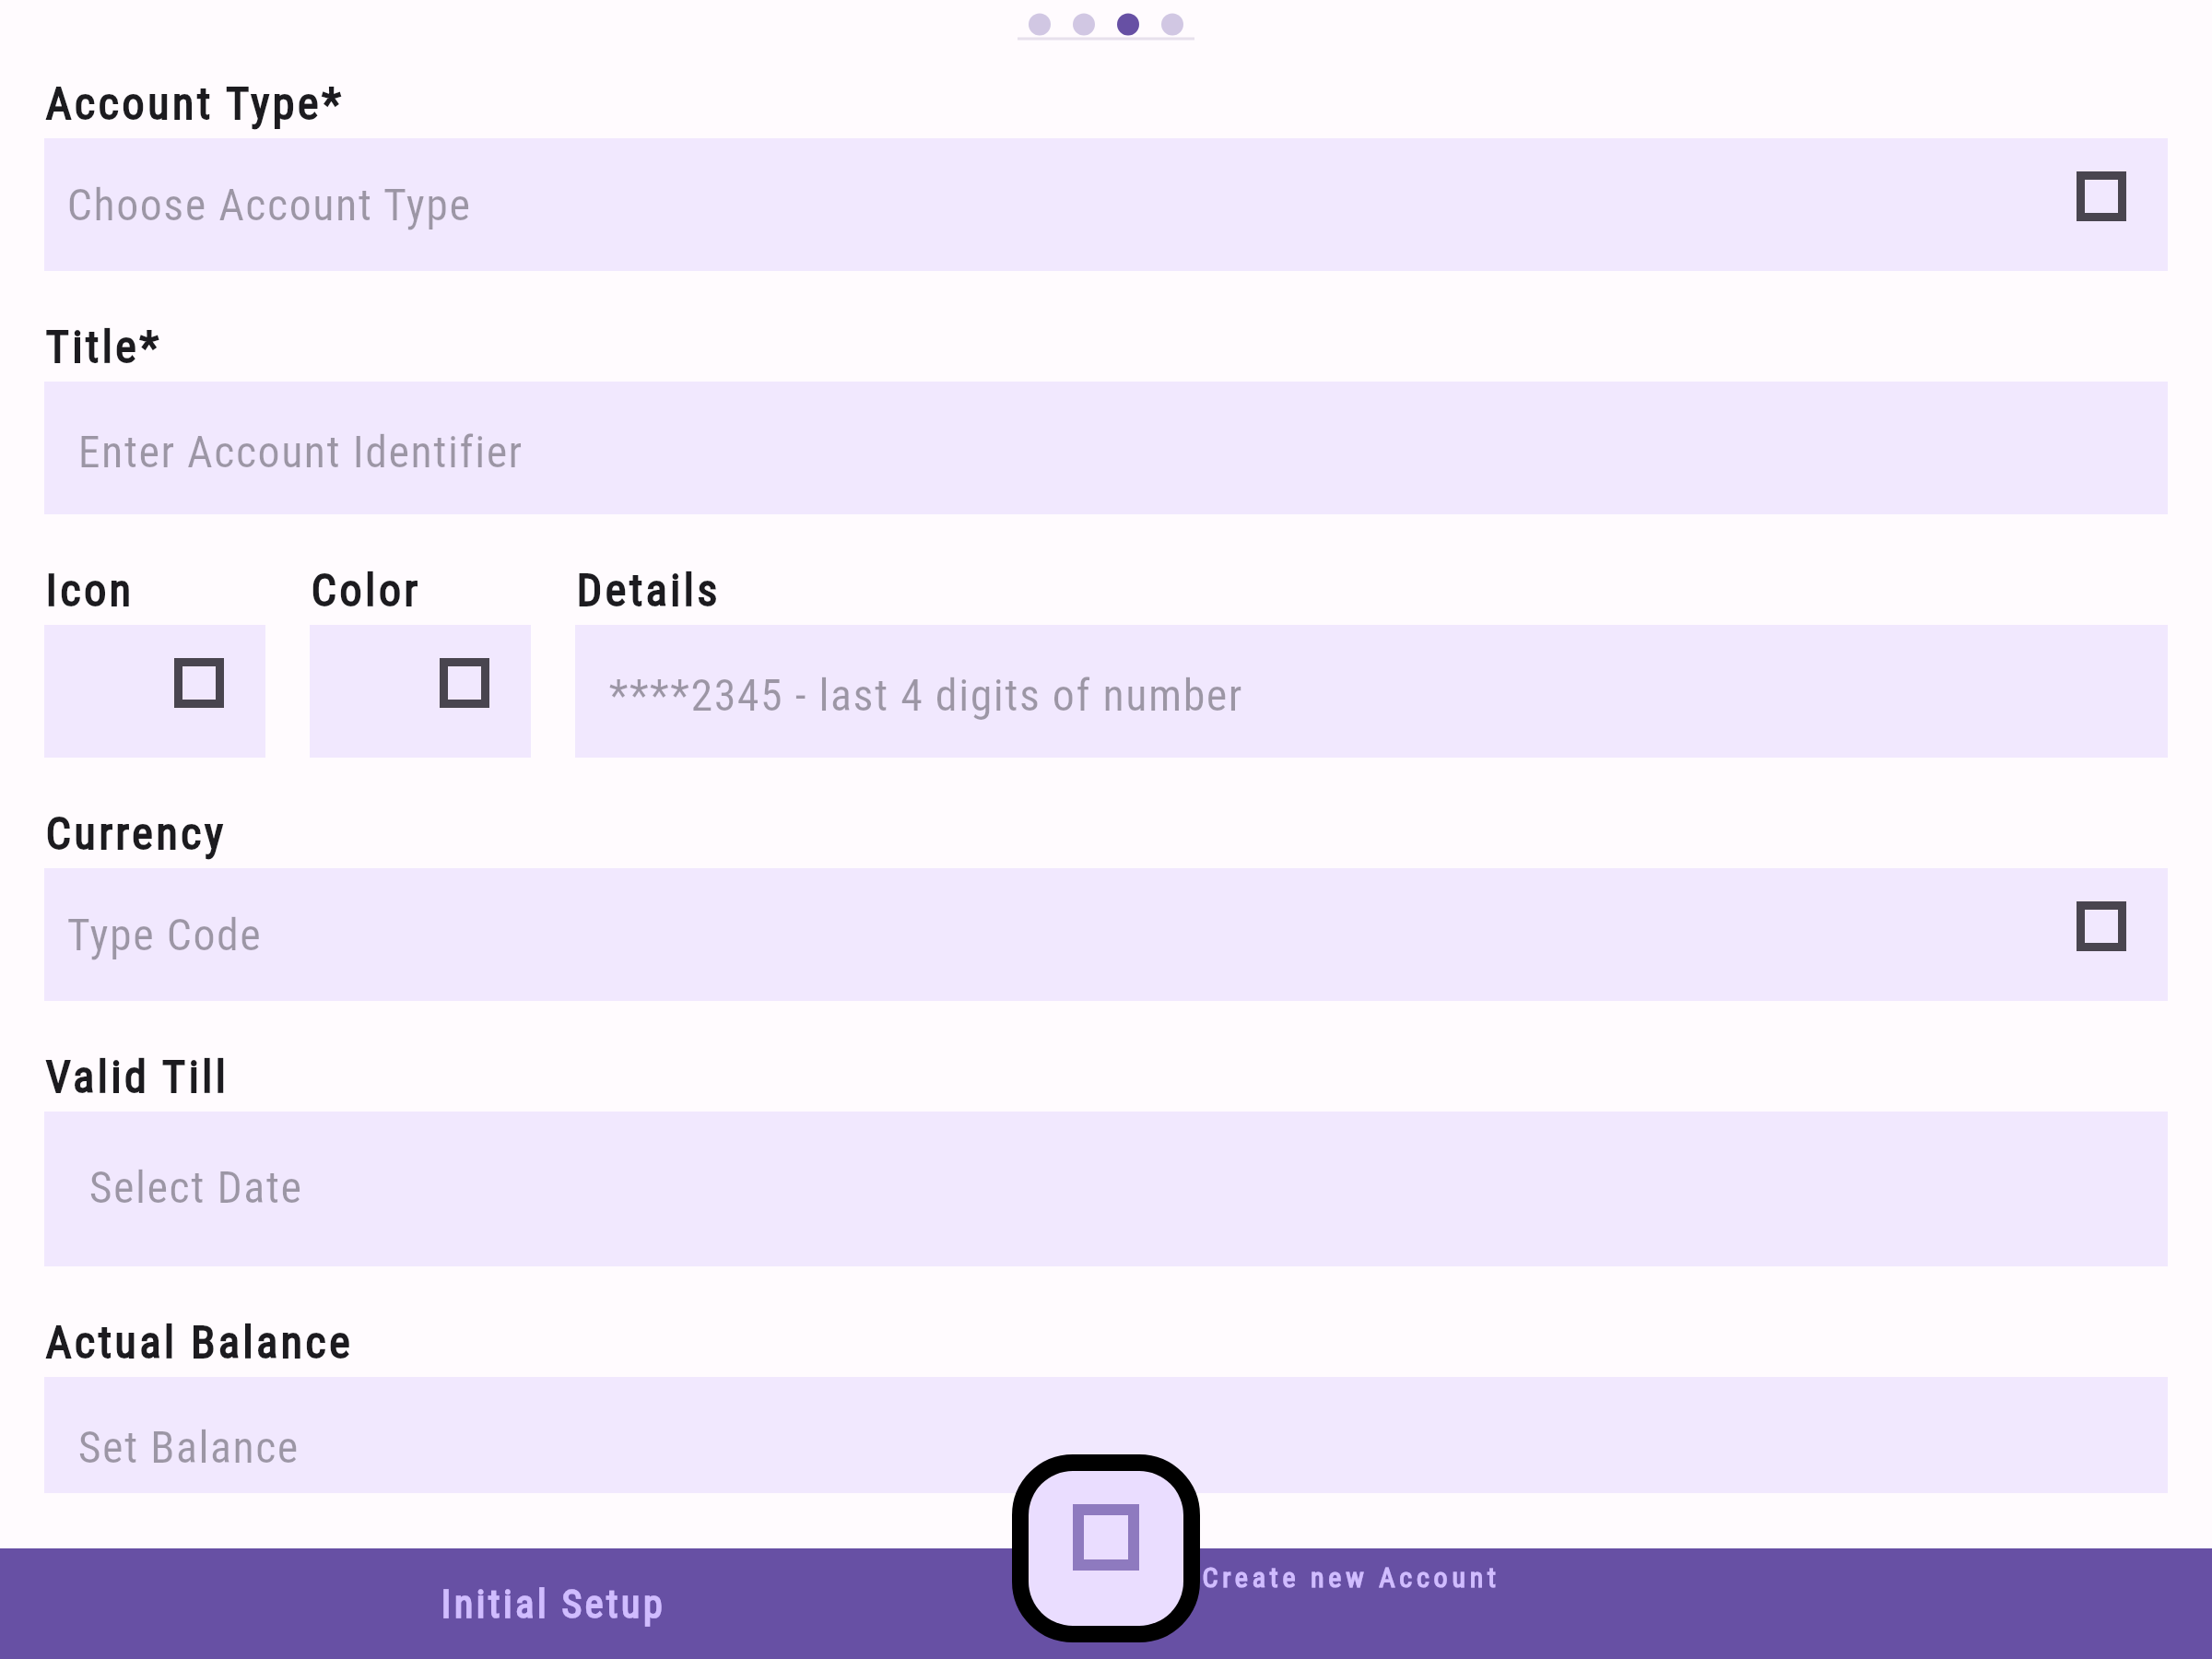 Account Type*
Choose Account Type
Title*
Enter Account Identifier
Icon Color Details
****2345 - last 4 digits of number
Currency
Type Code
Valid Till
Select Date
Actual Balance
Set Balance
Initial Setup
Create new Account